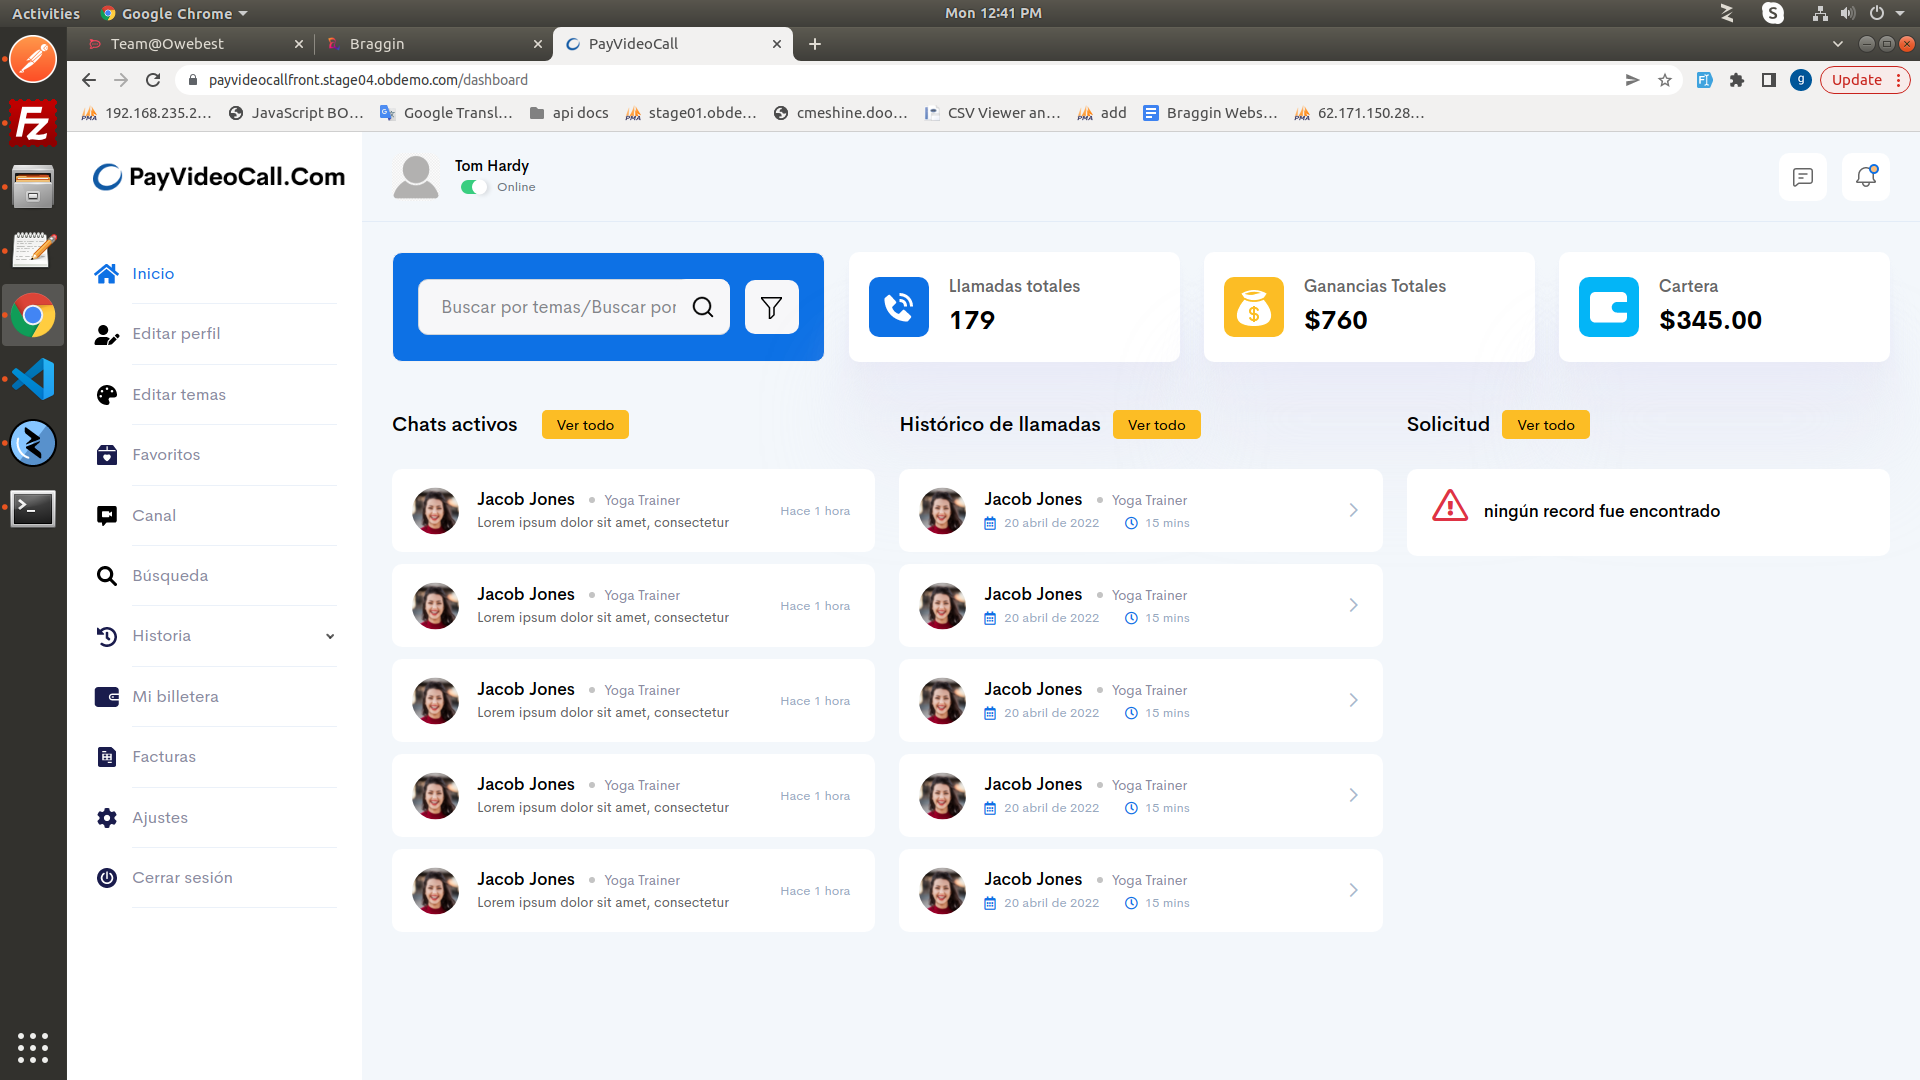 Activities
Google Chrome
Mon 12:41 PM
S
Team@Owebest
Braggin
PayVideoCall
payvideocallfront.stage04.obdemo.com/dashboard
g
Update
192.168.235.2...
JavaScript BO...
Google Transl...
api docs
stage01.obde...
cmeshine.doo...
CSV Viewer an...
add
Braggin Webs...
62.171.150.28...
PayVideoCall.Com
Tom Hardy
Online
Inicio
Editar perfil
Editar temas
Favoritos
Canal
Búsqueda
Historia
Mi billetera
Facturas
Ajustes
Cerrar sesión
Buscar por temas/Buscar por
Llamadas totales
179
Ganancias Totales
$760
Cartera
$345.00
Chats activos
Ver todo
Jacob Jones Yoga Trainer
Lorem ipsum dolor sit amet, consectetur
Hace 1 hora
Jacob Jones Yoga Trainer
Lorem ipsum dolor sit amet, consectetur
Hace 1 hora
Jacob Jones Yoga Trainer
Lorem ipsum dolor sit amet, consectetur
Hace 1 hora
Jacob Jones Yoga Trainer
Lorem ipsum dolor sit amet, consectetur
Hace 1 hora
Jacob Jones Yoga Trainer
Lorem ipsum dolor sit amet, consectetur
Hace 1 hora
Histórico de llamadas
Ver todo
Jacob Jones Yoga Trainer
20 abril de 2022 15 mins
Jacob Jones Yoga Trainer
20 abril de 2022 15 mins
Jacob Jones Yoga Trainer
20 abril de 2022 15 mins
Jacob Jones Yoga Trainer
20 abril de 2022 15 mins
Jacob Jones Yoga Trainer
20 abril de 2022 15 mins
Solicitud
Ver todo
ningún record fue encontrado